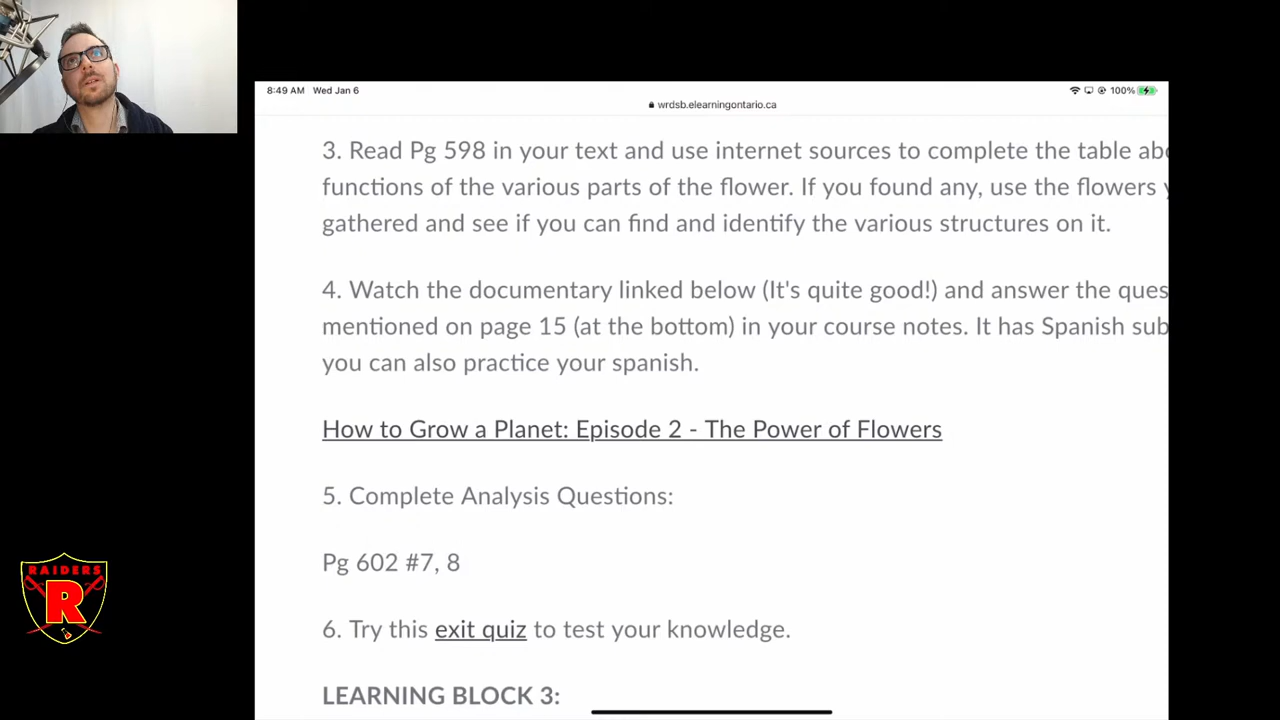 8:49 AM Wed Jan 6
100%
wrdsb.elearningontario.ca
3. Read Pg 598 in your text and use internet sources to complete the table
functions of the various parts of the flower. If you found any, use the flowers
gathered and see if you can find and identify the various structures on it.
4. Watch the documentary linked below (It's quite good!) and answer the
mentioned on page 15 (at the bottom) in your course notes. It has Spanish
you can also practice your spanish.
How to Grow a Planet: Episode 2 - The Power of Flowers
5. Complete Analysis Questions:
Pg 602 #7, 8
6. Try this exit quiz to test your knowledge.
LEARNING BLOCK 3:
RAIDERS
R